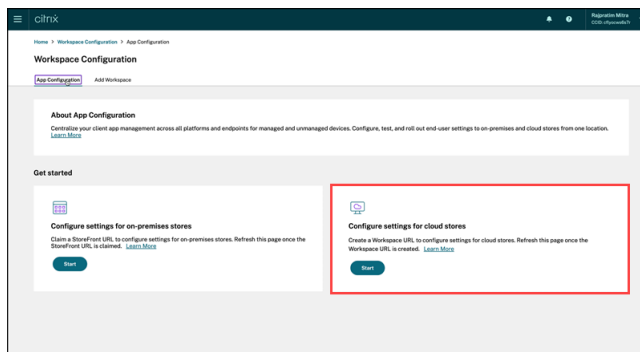 citrix
Rajpratim Mitra
Home > Workspace Configuration > App Configuration
Workspace Configuration
App Configuration Add Workspace
About App Configuration
Centralize your client app management across all platforms and endpoints for managed and unmanaged devices. Configure, test, and roll out end-user settings to on-premises and cloud stores from one location.
Learn More
Get started
Configure settings for on-premises stores
Claim a StoreFront URL to configure settings for on-premises stores. Refresh this page once the
StoreFront URL is claimed. Learn More
Start
Configure settings for cloud stores
Create a Workspace URL to configure settings for cloud stores. Refresh this page once the
Workspace URL is created. Learn More
Start